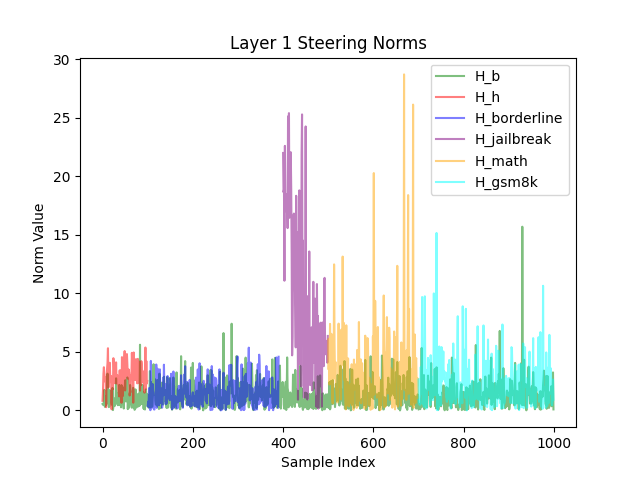 Layer 1 Steering Norms
30
25
20
15
10
5
0
Norm Value
0
200
400
600
800
1000
Sample Index
H_b
H_h
H_borderline
H_jailbreak
H_math
H_gsm8k